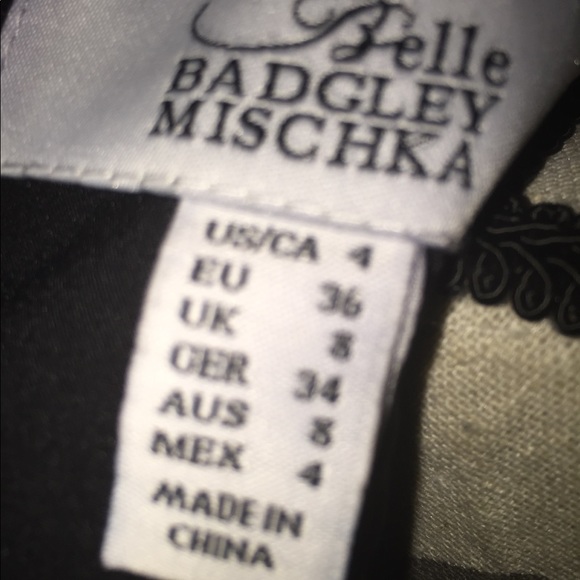 Belle
BADGLEY
MISCHKA
US/CA 4
EU 36
UK 8
GER 34
AUS 8
MEX 4
MADE IN
CHINA